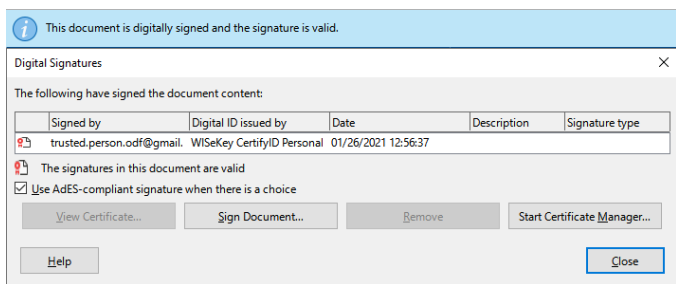 This document is digitally signed and the signature is valid.
Digital Signatures
The following have signed the document content:
Signed by Digital ID issued by Date Description Signature type
trusted.person.odf@gmail. WISeKey CertifyID Personal 01/26/2021 12:56:37
The signatures in this document are valid
Use AdES-compliant signature when there is a choice
View Certificate... Sign Document... Remove Start Certificate Manager...
Help Close